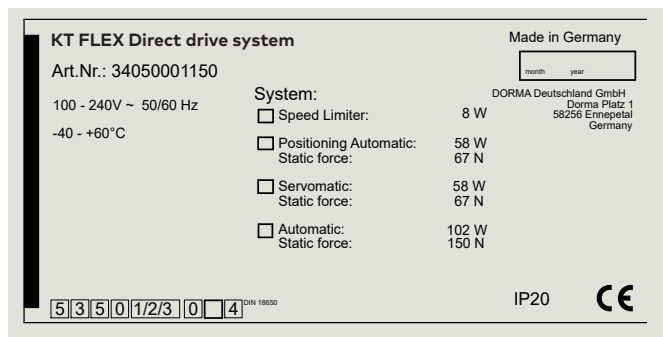 KT FLEX Direct drive system
Made in Germany
Art.Nr.: 34050001150
month year
100 - 240V ~ 50/60 Hz
-40 - +60°C
System:
Speed Limiter: 8 W
Positioning Automatic: 58 W
Static force: 67 N
Servomatic: 58 W
Static force: 67 N
Automatic: 102 W
Static force: 150 N
DORMA Deutschland GmbH
Dorma Platz 1
58256 Ennepetal
Germany
5 3 5 0 1/2/3 0 4 DIN 18650
IP20 CE